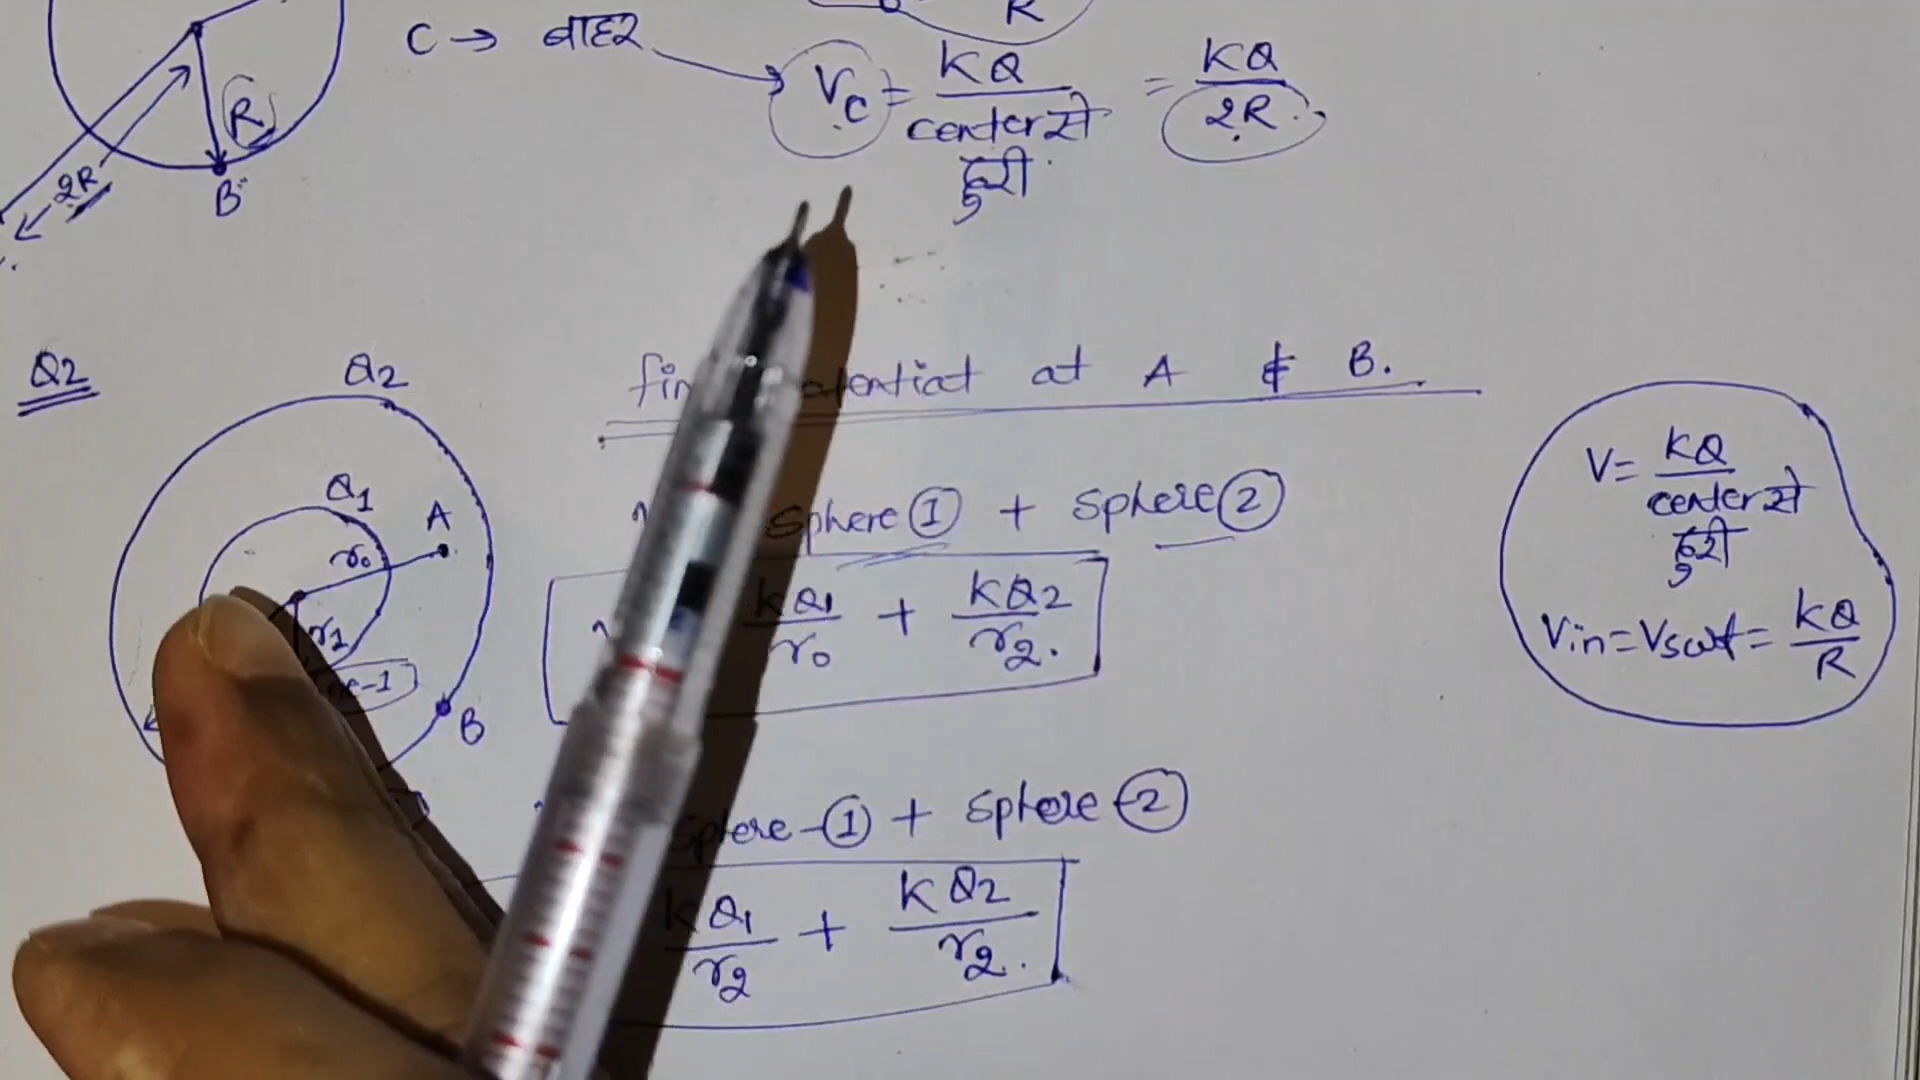 C → बाहर
R
V_C = KQ / center से दुरी = KQ / 2R
R
2R
B
Q2
Q2
find potential at A & B.
Q1
A
r0
r1
B
Sphere ① + Sphere ②
KQ1 / r0 + KQ2 / r2.
Sphere - ① + Sphere - ②
KQ1 / r2 + KQ2 / r2.
V = KQ / center से दुरी
Vin = Vsurf = KQ / R